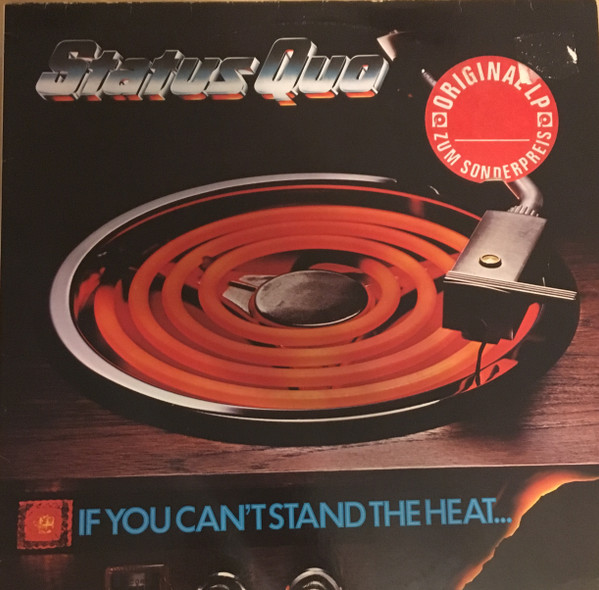 Status Quo
ORIGINAL LP
ZUM SONDERPREIS
IF YOU CAN'T STAND THE HEAT...